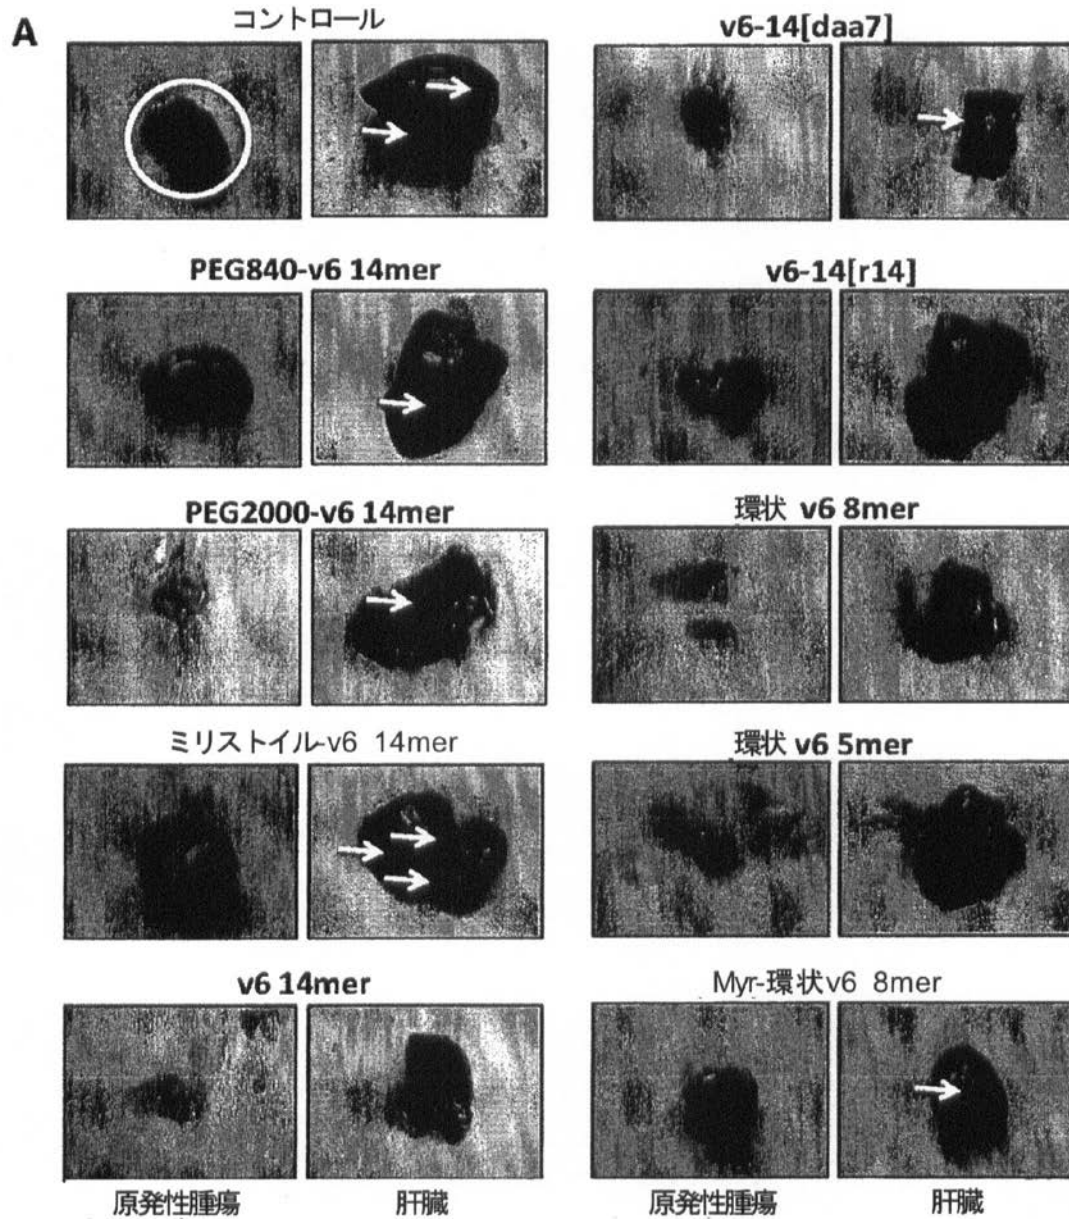 A
コントロール
v6-14[daa7]
PEG840-v6 14mer
v6-14[r14]
PEG2000-v6 14mer
環状 v6 8mer
ミリストイル-v6 14mer
環状 v6 5mer
v6 14mer
Myr-環状v6 8mer
原発性腫瘍 肝臓 原発性腫瘍 肝臓